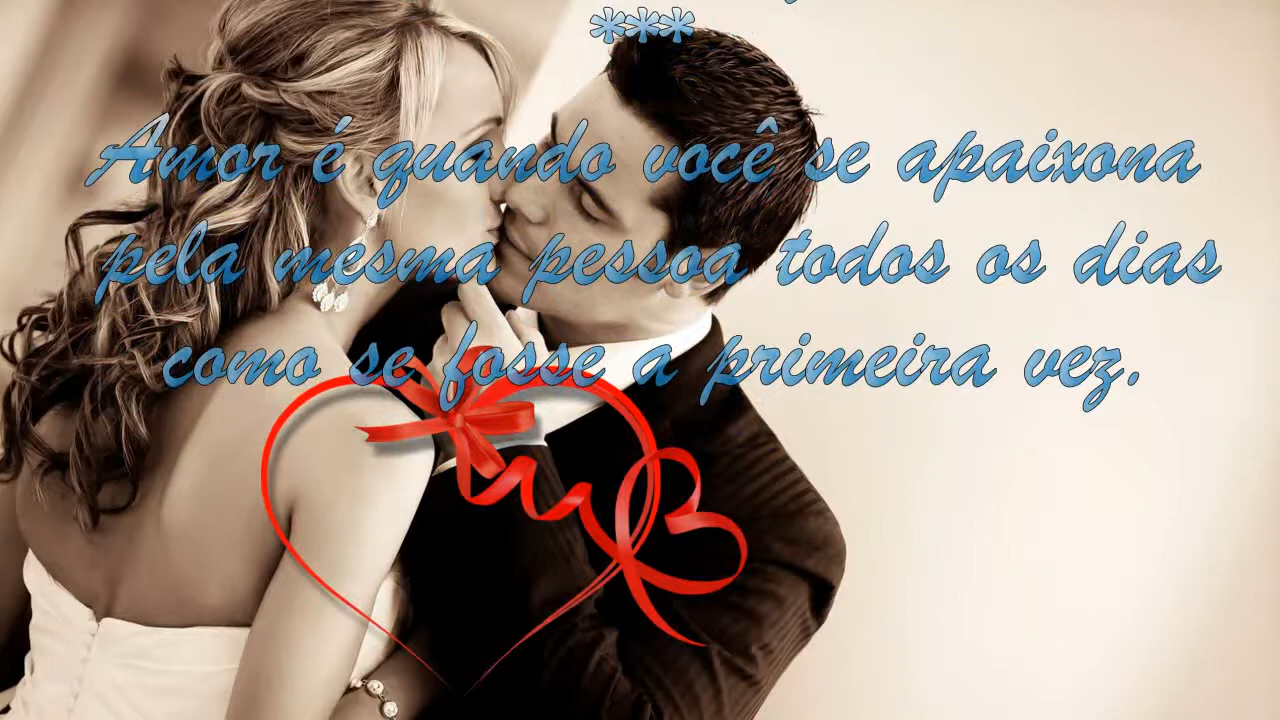 ***
Amor é quando você se apaixona
pela mesma pessoa todos os dias
como se fosse a primeira vez.